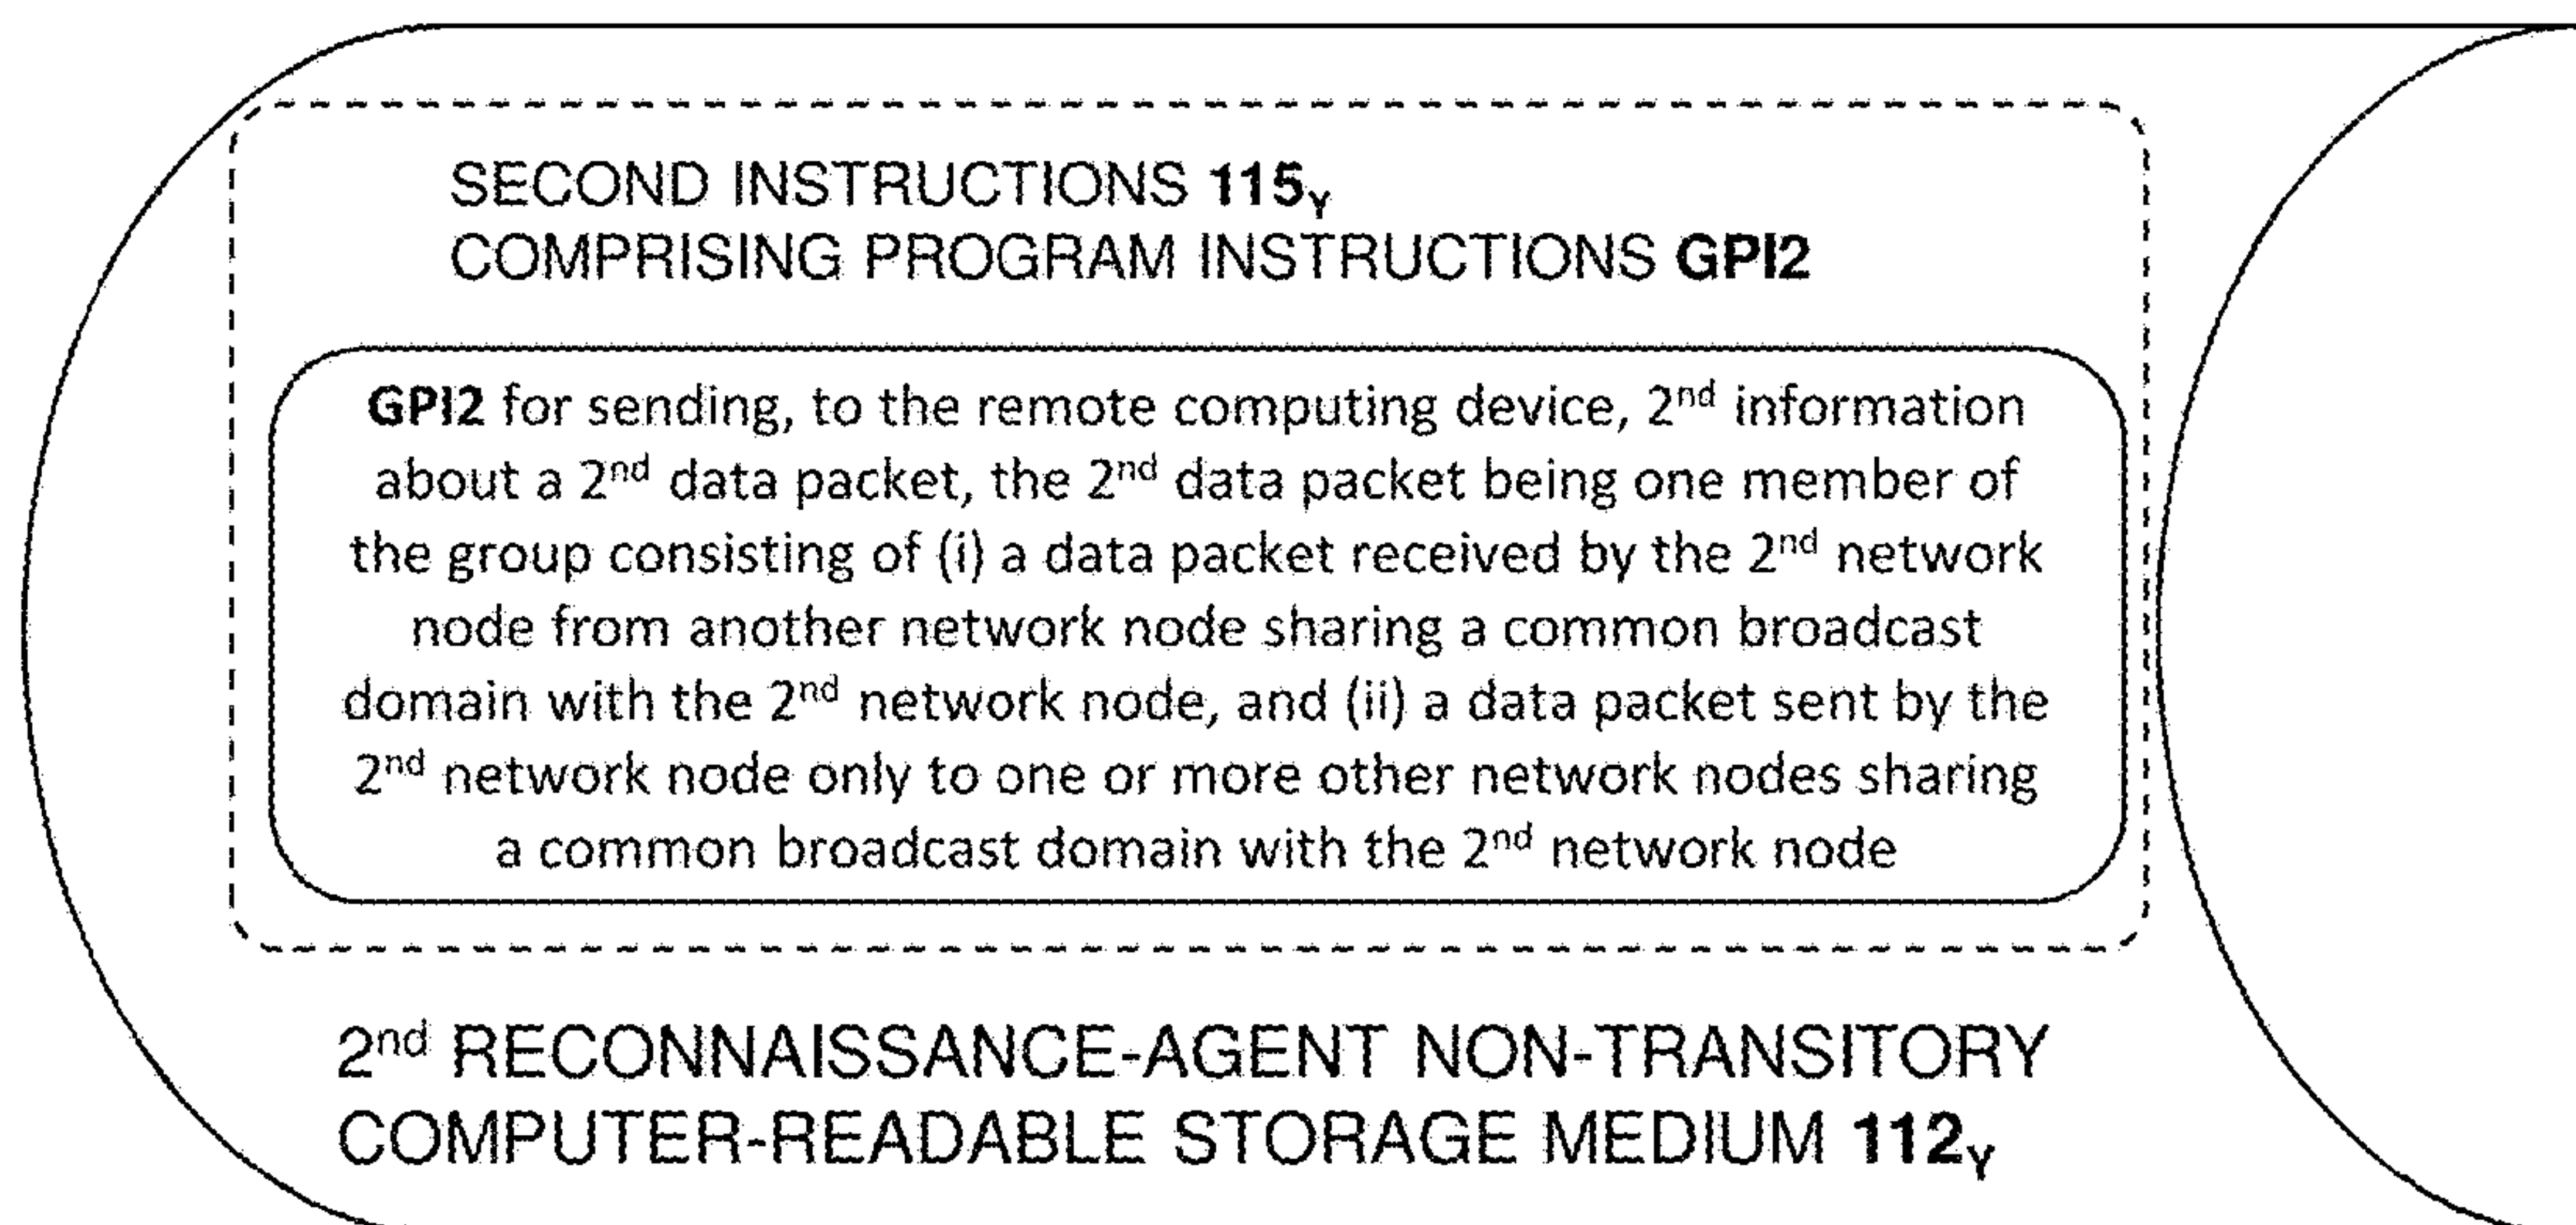 SECOND INSTRUCTIONS 115Y
COMPRISING PROGRAM INSTRUCTIONS GPI2
GPI2 for sending, to the remote computing device, 2nd information
about a 2nd data packet, the 2nd data packet being one member of
the group consisting of (i) a data packet received by the 2nd network
node from another network node sharing a common broadcast
domain with the 2nd network node, and (ii) a data packet sent by the
2nd network node only to one or more other network nodes sharing
a common broadcast domain with the 2nd network node
2nd RECONNAISSANCE-AGENT NON-TRANSITORY
COMPUTER-READABLE STORAGE MEDIUM 112Y